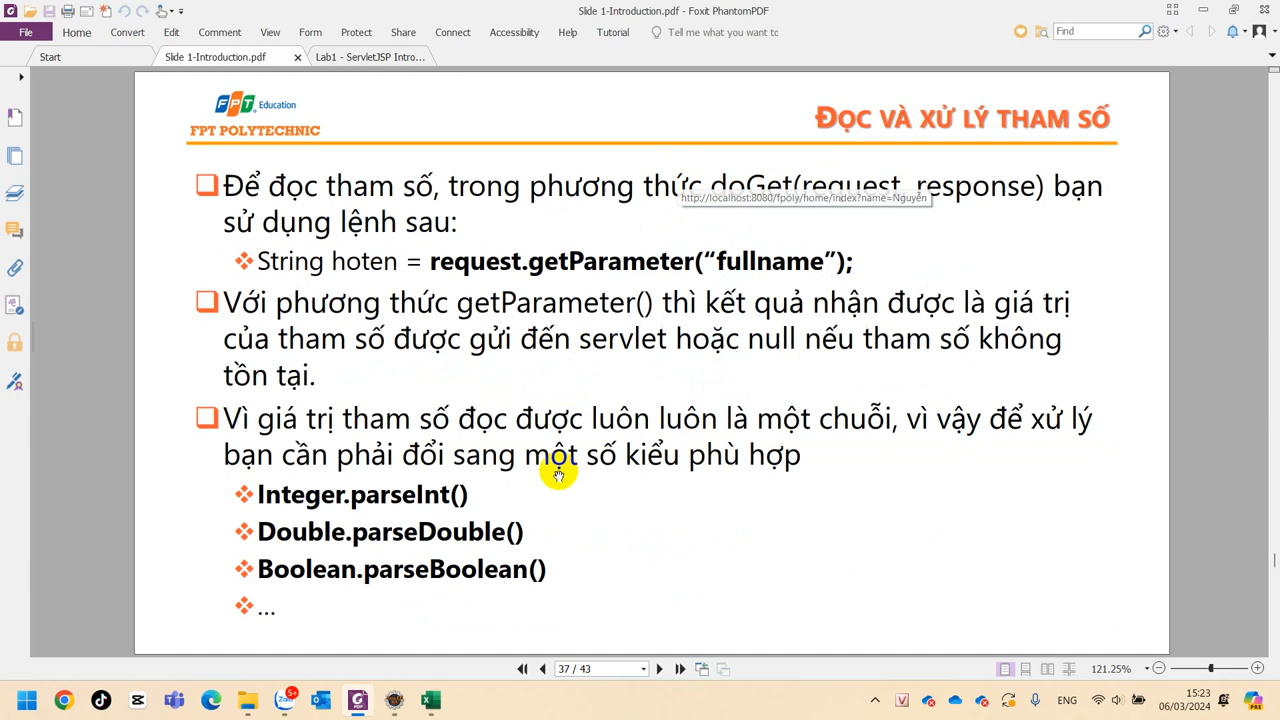 Slide 1-Introduction.pdf - Foxit PhantomPDF
File Home Convert Edit Comment View Form Protect Share Connect Accessibility Help Tutorial Tell me what you want to Find
Start Slide 1-Introduction.pdf Lab1 - ServletJSP Intro...
FPT Education
FPT POLYTECHNIC
ĐỌC VÀ XỬ LÝ THAM SỐ
Để đọc tham số, trong phương thức doGet(request, response) bạn
http://localhost:8080/fpoly/home/index?name=Nguyễn
sử dụng lệnh sau:
String hoten = request.getParameter(“fullname”);
Với phương thức getParameter() thì kết quả nhận được là giá trị
của tham số được gửi đến servlet hoặc null nếu tham số không
tồn tại.
Vì giá trị tham số đọc được luôn luôn là một chuỗi, vì vậy để xử lý
bạn cần phải đổi sang một số kiểu phù hợp
Integer.parseInt()
Double.parseDouble()
Boolean.parseBoolean()
...
37 / 43
121.25%
5+
ENG
15:23
06/03/2024
PRE